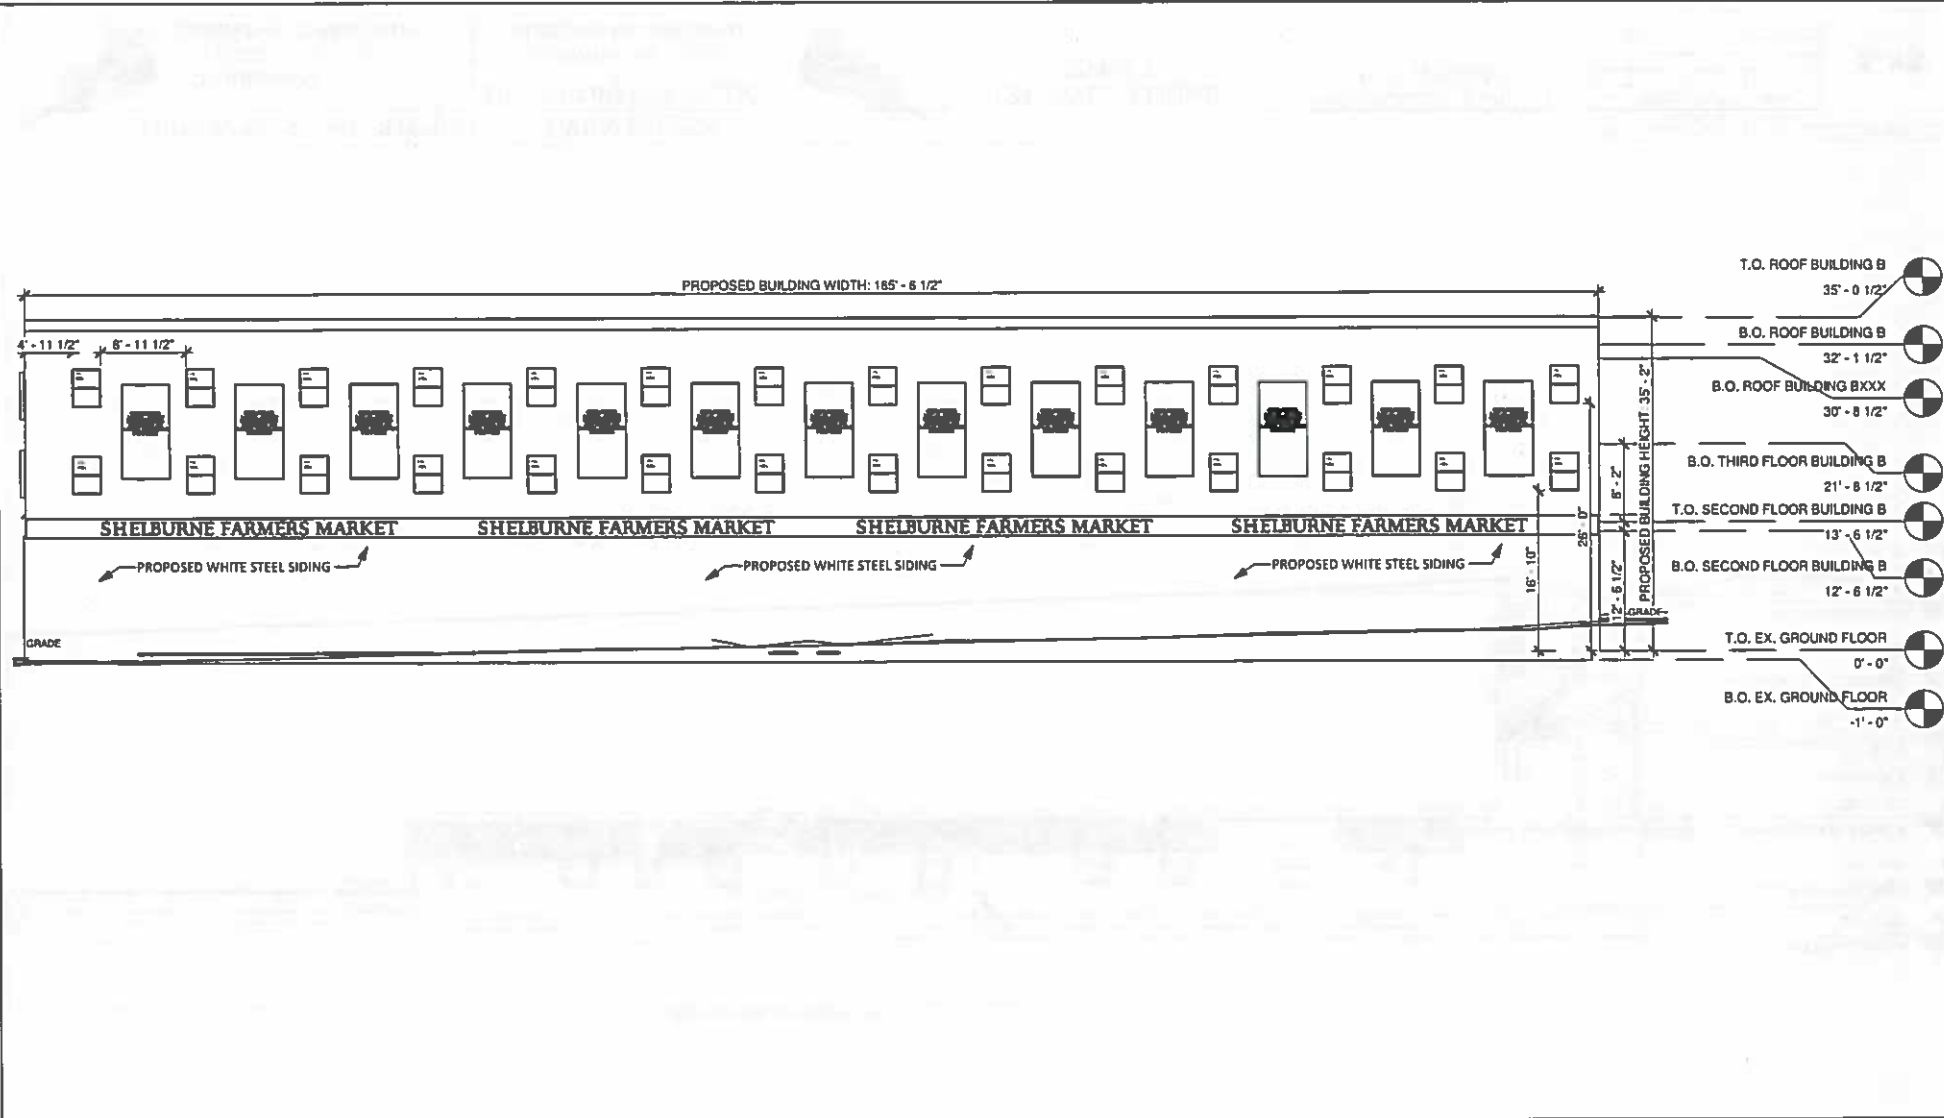 PROPOSED BUILDING WIDTH: 185' - 6 1/2"
T.O. ROOF BUILDING B
35' - 0 1/2"
B.O. ROOF BUILDING B
32' - 1 1/2"
B.O. ROOF BUILDING BXXX
30' - 8 1/2"
B.O. THIRD FLOOR BUILDING B
21' - 8 1/2"
T.O. SECOND FLOOR BUILDING B
13' - 6 1/2"
B.O. SECOND FLOOR BUILDING B
12' - 6 1/2"
T.O. EX. GROUND FLOOR
0' - 0"
B.O. EX. GROUND FLOOR
-1' - 0"
4' - 11 1/2"
8' - 11 1/2"
SHELBURNE FARMERS MARKET
SHELBURNE FARMERS MARKET
SHELBURNE FARMERS MARKET
SHELBURNE FARMERS MARKET
PROPOSED WHITE STEEL SIDING
PROPOSED WHITE STEEL SIDING
PROPOSED WHITE STEEL SIDING
16' - 10"
26' - 0"
8' - 2"
12' - 6 1/2"
PROPOSED BUILDING HEIGHT: 35' - 2"
GRADE
GRADE